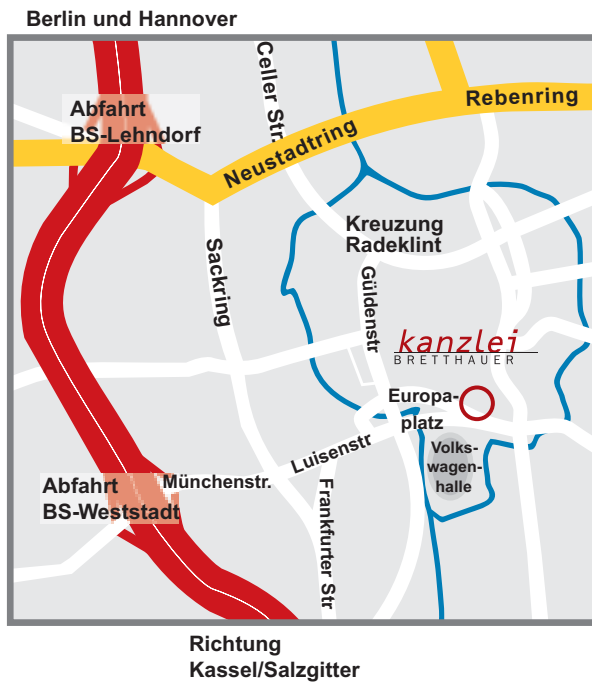 Berlin und Hannover
Abfahrt
BS-Lehndorf
Celler Str.
Neustadtring
Rebenring
Kreuzung
Radeklint
Sackring
Güldenstr
kanzlei
BRETTHAUER
Europa-
platz
Luisenstr
Volks-
wagen-
halle
Abfahrt
BS-Weststadt
Münchenstr.
Frankfurter Str
Richtung
Kassel/Salzgitter